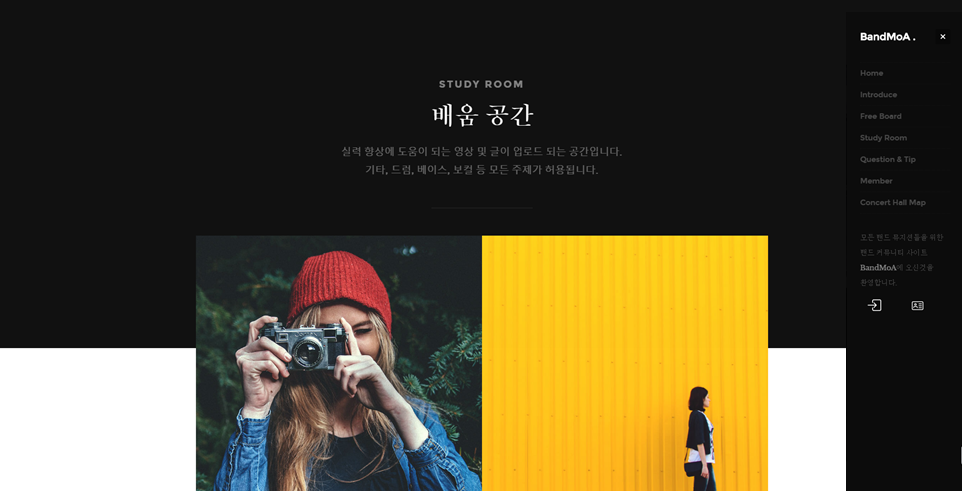 STUDY ROOM
배움 공간
실력 향상에 도움이 되는 영상 및 글이 업로드 되는 공간입니다.
기타, 드럼, 베이스, 보컬 등 모든 주제가 허용됩니다.
BandMoA .
Home
Introduce
Free Board
Study Room
Question & Tip
Member
Concert Hall Map
모든 밴드 뮤지션들을 위한
밴드 커뮤니티 사이트
BandMoA에 오신것을
환영합니다.